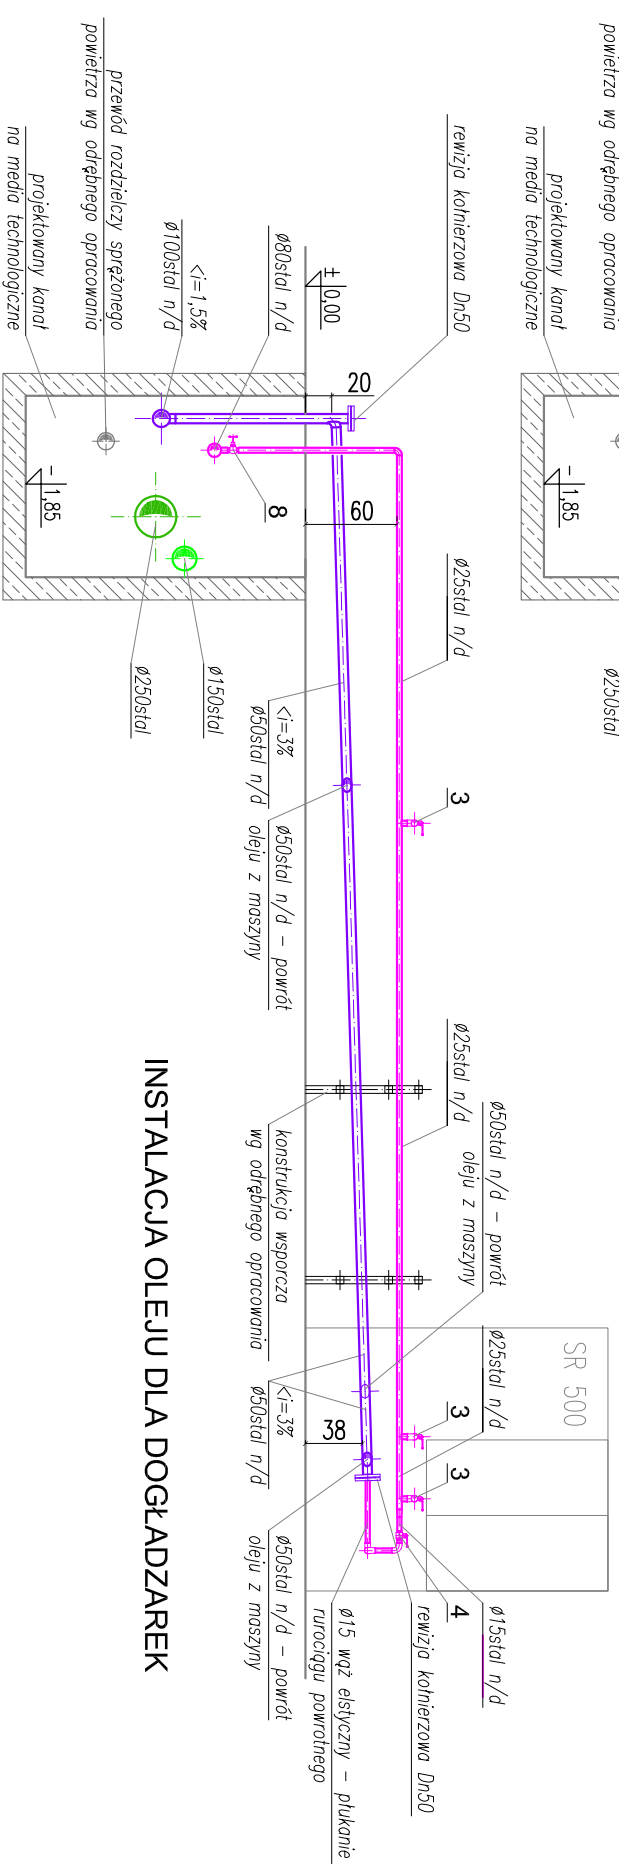 powietrza wg odrębnego opracowania
projektowany kanał
na media technologiczne
- 1,85
ø250stal
przewód rozdzielczy sprężonego
powietrza wg odrębnego opracowania
projektowany kanał
na media technologiczne
<i=1,5%
ø100stal n/d
ø80stal n/d
± 0,00
rewizja kołnierzowa Dn50
20
60
8
- 1,85
ø150stal
ø250stal
ø25stal n/d
3
<i=3%
ø50stal n/d
ø50stal n/d - powrót
oleju z maszyny
ø25stal n/d
ø50stal n/d - powrót
oleju z maszyny
konstrukcja wsporcza
wg odrębnego opracowania
SR 500
ø25stal n/d
3
3
38
<i=3%
ø50stal n/d
ø50stal n/d - powrót
oleju z maszyny
4
ø15stal n/d
rewizja kołnierzowa Dn50
ø15 wąż elstyczny - płukanie
rurociągu powrotnego
INSTALACJA OLEJU DLA DOGŁADZAREK